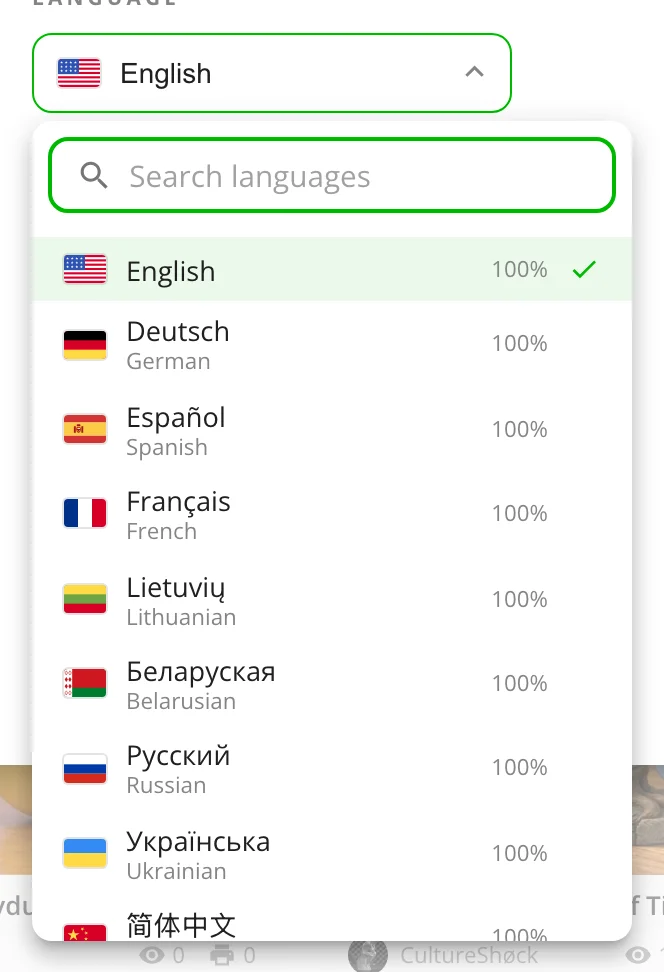 LANGUAGE
English
Search languages
English 100%
Deutsch 100%
German
Español 100%
Spanish
Français 100%
French
Lietuvių 100%
Lithuanian
Беларуская 100%
Belarusian
Русский 100%
Russian
Українська 100%
Ukrainian
简体中文 100%
0 0 CultureShøck